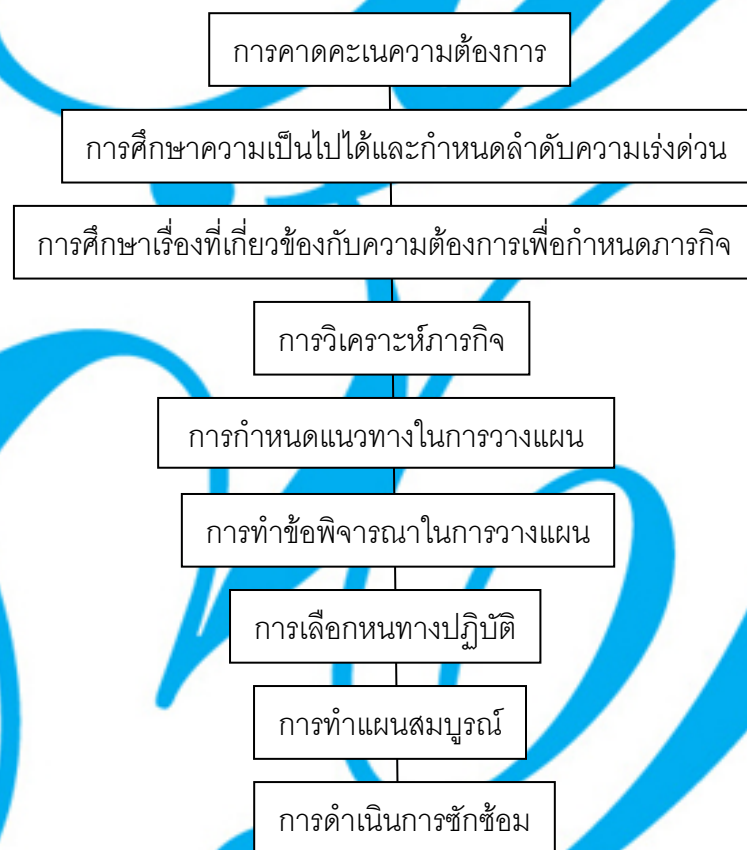 การคาดคะเนความต้องการ
การศึกษาความเป็นไปได้และกำหนดลำดับความเร่งด่วน
การศึกษาเรื่องที่เกี่ยวข้องกับความต้องการเพื่อกำหนดภารกิจ
การวิเคราะห์ภารกิจ
การกำหนดแนวทางในการวางแผน
การทำข้อพิจารณาในการวางแผน
การเลือกหนทางปฏิบัติ
การทำแผนสมบูรณ์
การดำเนินการซักซ้อม